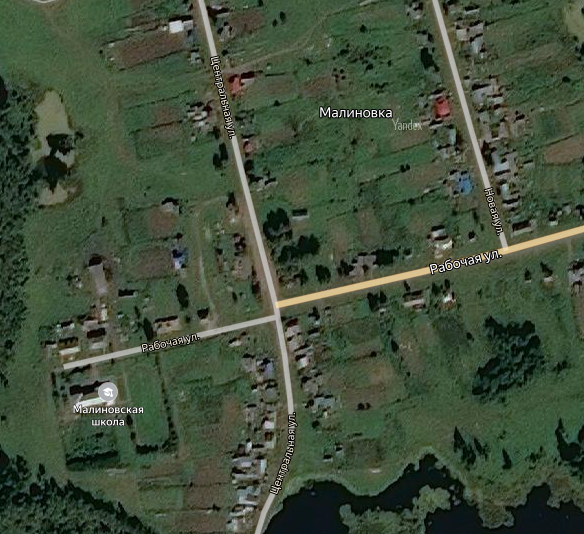 Центральная ул.
Малиновка
Yandex
Новая ул.
Рабочая ул.
Рабочая ул.
Малиновская
школа
Центральная ул.